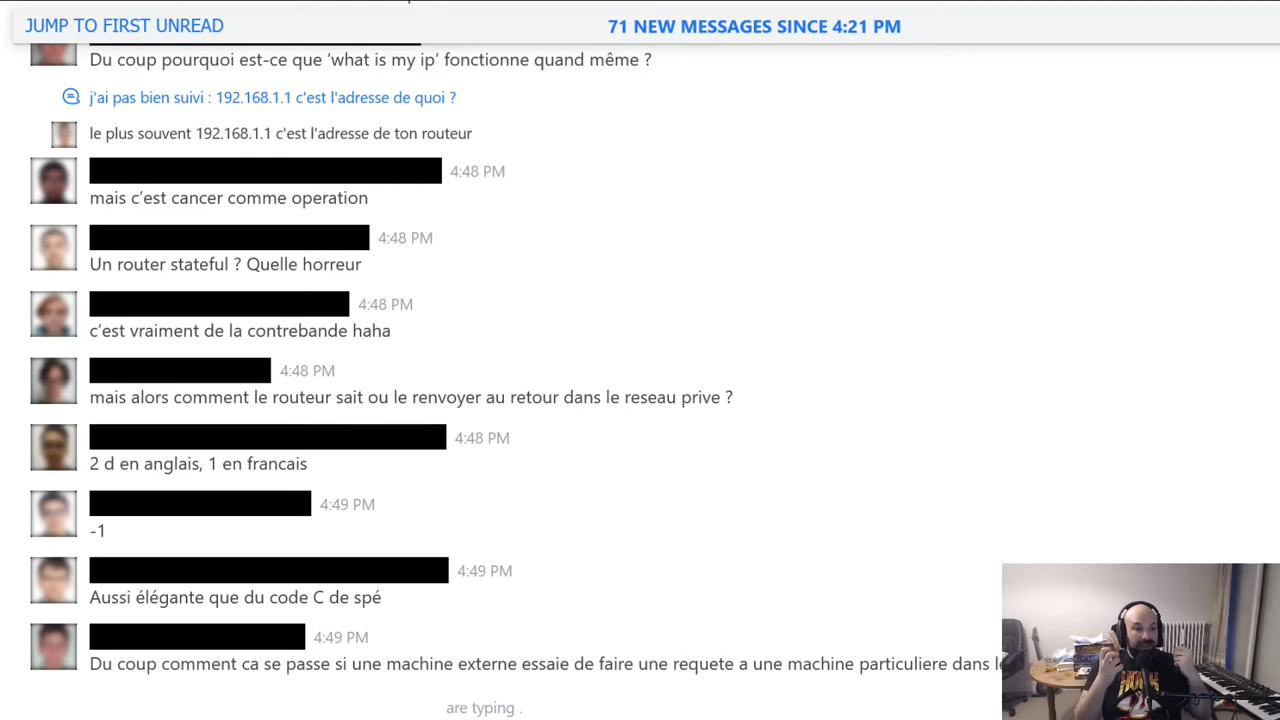 JUMP TO FIRST UNREAD
71 NEW MESSAGES SINCE 4:21 PM
Du coup pourquoi est-ce que ‘what is my ip’ fonctionne quand même ?
j'ai pas bien suivi : 192.168.1.1 c'est l'adresse de quoi ?
le plus souvent 192.168.1.1 c'est l'adresse de ton routeur
4:48 PM
mais c’est cancer comme operation
4:48 PM
Un router stateful ? Quelle horreur
4:48 PM
c’est vraiment de la contrebande haha
4:48 PM
mais alors comment le routeur sait ou le renvoyer au retour dans le reseau prive ?
4:48 PM
2 d en anglais, 1 en francais
4:49 PM
-1
4:49 PM
Aussi élégante que du code C de spé
4:49 PM
Du coup comment ca se passe si une machine externe essaie de faire une requete a une machine particuliere dans
are typing .